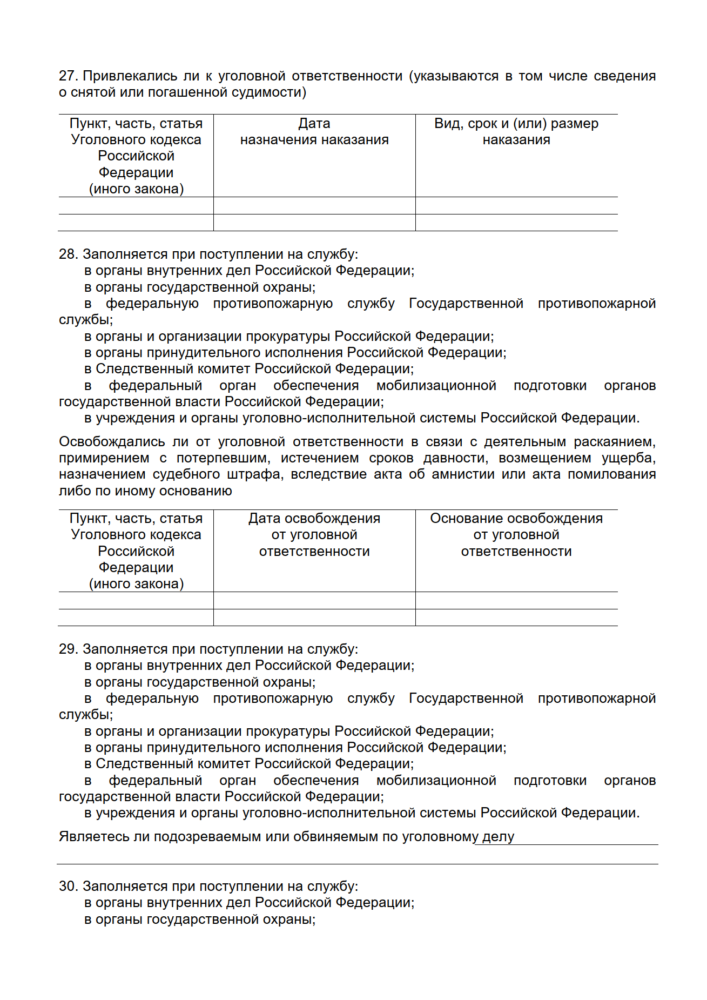 27. Привлекались ли к уголовной ответственности (указываются в том числе сведения
о снятой или погашенной судимости)
Пункт, часть, статья
Уголовного кодекса
Российской
Федерации
(иного закона)
Дата
назначения наказания
Вид, срок и (или) размер
наказания
28. Заполняется при поступлении на службу:
в органы внутренних дел Российской Федерации;
в органы государственной охраны;
в федеральную противопожарную службу Государственной противопожарной
службы;
в органы и организации прокуратуры Российской Федерации;
в органы принудительного исполнения Российской Федерации;
в Следственный комитет Российской Федерации;
в федеральный орган обеспечения мобилизационной подготовки органов
государственной власти Российской Федерации;
в учреждения и органы уголовно-исполнительной системы Российской Федерации.
Освобождались ли от уголовной ответственности в связи с деятельным раскаянием,
примирением с потерпевшим, истечением сроков давности, возмещением ущерба,
назначением судебного штрафа, вследствие акта об амнистии или акта помилования
либо по иному основанию
Пункт, часть, статья
Уголовного кодекса
Российской
Федерации
(иного закона)
Дата освобождения
от уголовной
ответственности
Основание освобождения
от уголовной
ответственности
29. Заполняется при поступлении на службу:
в органы внутренних дел Российской Федерации;
в органы государственной охраны;
в федеральную противопожарную службу Государственной противопожарной
службы;
в органы и организации прокуратуры Российской Федерации;
в органы принудительного исполнения Российской Федерации;
в Следственный комитет Российской Федерации;
в федеральный орган обеспечения мобилизационной подготовки органов
государственной власти Российской Федерации;
в учреждения и органы уголовно-исполнительной системы Российской Федерации.
Являетесь ли подозреваемым или обвиняемым по уголовному делу
30. Заполняется при поступлении на службу:
в органы внутренних дел Российской Федерации;
в органы государственной охраны;